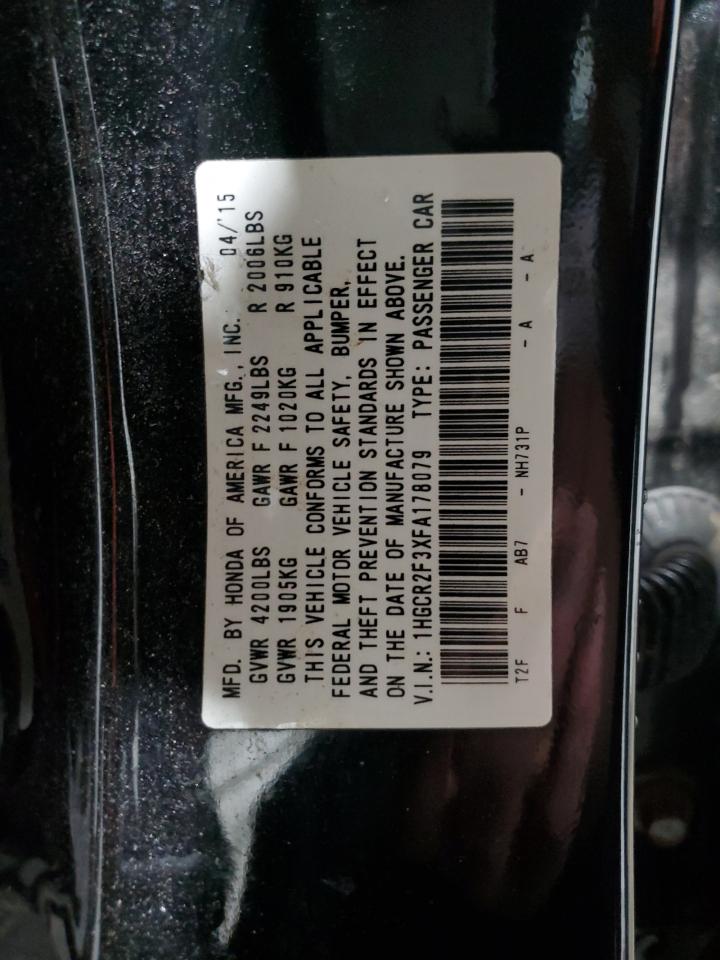 MFD. BY HONDA OF AMERICA MFG., INC. 04/'15
GVWR 4200LBS GAWR F 2249LBS R 2006LBS
GVWR 1905KG GAWR F 1020KG R 910KG
THIS VEHICLE CONFORMS TO ALL APPLICABLE
FEDERAL MOTOR VEHICLE SAFETY, BUMPER,
AND THEFT PREVENTION STANDARDS IN EFFECT
ON THE DATE OF MANUFACTURE SHOWN ABOVE.
V.I.N.: 1HGCR2F3XFA178079 TYPE: PASSENGER CAR
T2F F AB7 - NH731P - A - A